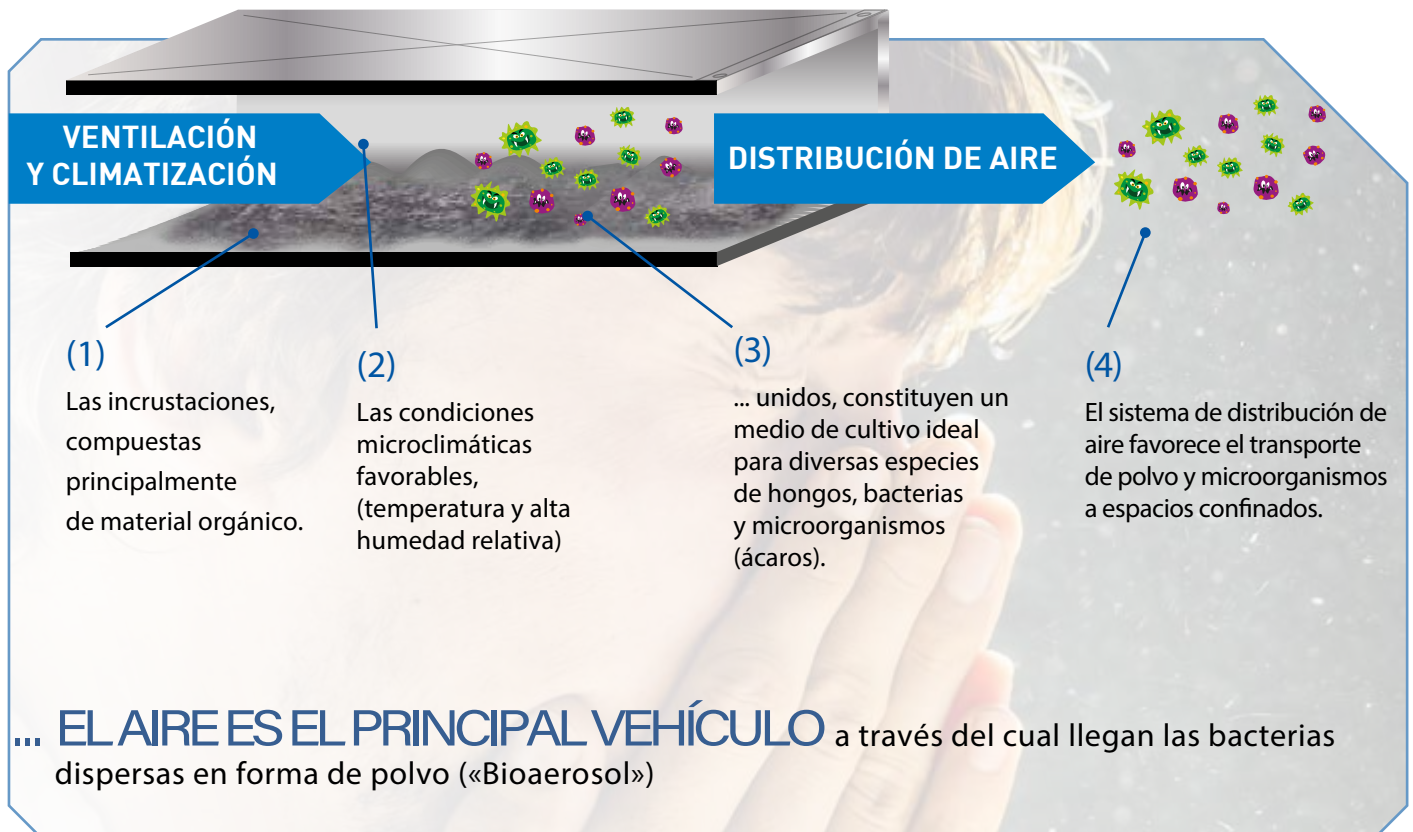 VENTILACIÓN
Y CLIMATIZACIÓN
DISTRIBUCIÓN DE AIRE
(1)
Las incrustaciones,
compuestas
principalmente
de material orgánico.
(2)
Las condiciones
microclimáticas
favorables,
(temperatura y alta
humedad relativa)
(3)
... unidos, constituyen un
medio de cultivo ideal
para diversas especies
de hongos, bacterias
y microorganismos
(ácaros).
(4)
El sistema de distribución de
aire favorece el transporte
de polvo y microorganismos
a espacios confinados.
... EL AIRE ES EL PRINCIPAL VEHÍCULO a través del cual llegan las bacterias
dispersas en forma de polvo («Bioaerosol»)